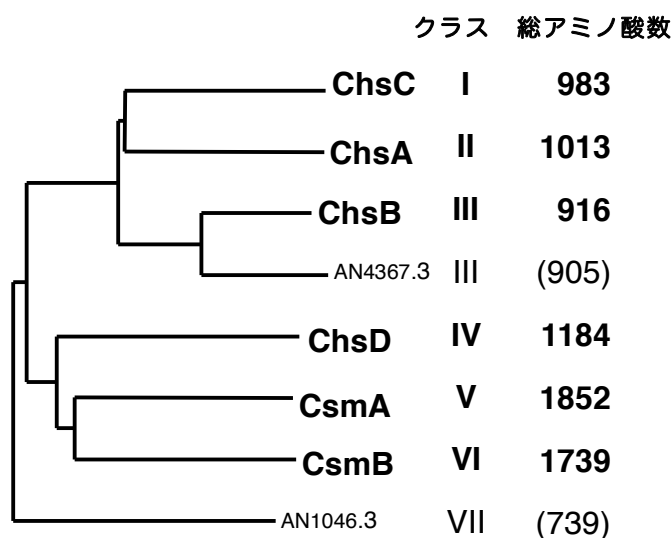 クラス 総アミノ酸数
ChsC I 983
ChsA II 1013
ChsB III 916
AN4367.3 III (905)
ChsD IV 1184
CsmA V 1852
CsmB VI 1739
AN1046.3 VII (739)